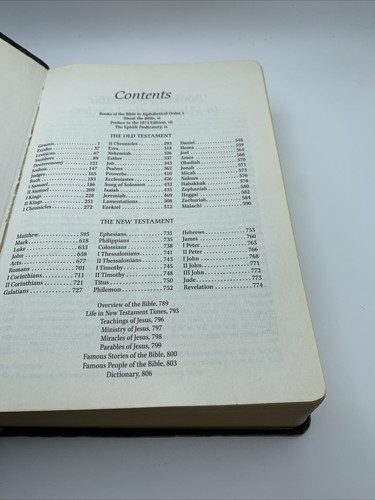 Contents
Books of the Bible in Alphabetical Order, v
About the Bible, vi
Preface to the 1873 Edition, vii
The Epistle Dedicatory, ix
THE OLD TESTAMENT
Genesis 1
Exodus 37
Leviticus 67
Numbers 89
Deuteronomy 121
Joshua 147
Judges 165
Ruth 183
I Samuel 186
II Samuel 209
I Kings 228
II Kings 251
I Chronicles 272
II Chronicles 293
Ezra 318
Nehemiah 326
Esther 337
Job 343
Psalms 362
Proverbs 410
Ecclesiastes 426
Song of Solomon 432
Isaiah 435
Jeremiah 469
Lamentations 508
Ezekiel 512
Daniel 548
Hosea 559
Joel 564
Amos 566
Obadiah 570
Jonah 571
Micah 573
Nahum 576
Habakkuk 578
Zephaniah 580
Haggai 582
Zechariah 584
Malachi 590
THE NEW TESTAMENT
Matthew 595
Mark 618
Luke 633
John 658
Acts 677
Romans 701
I Corinthians 711
II Corinthians 721
Galatians 727
Ephesians 731
Philippians 735
Colossians 738
I Thessalonians 741
II Thessalonians 743
I Timothy 745
II Timothy 748
Titus 750
Philemon 752
Hebrews 753
James 760
I Peter 763
II Peter 766
I John 768
II John 771
III John 772
Jude 773
Revelation 774
Overview of the Bible, 789
Life in New Testament Times, 793
Teachings of Jesus, 796
Ministry of Jesus, 797
Miracles of Jesus, 798
Parables of Jesus, 799
Famous Stories of the Bible, 800
Famous People of the Bible, 803
Dictionary, 806